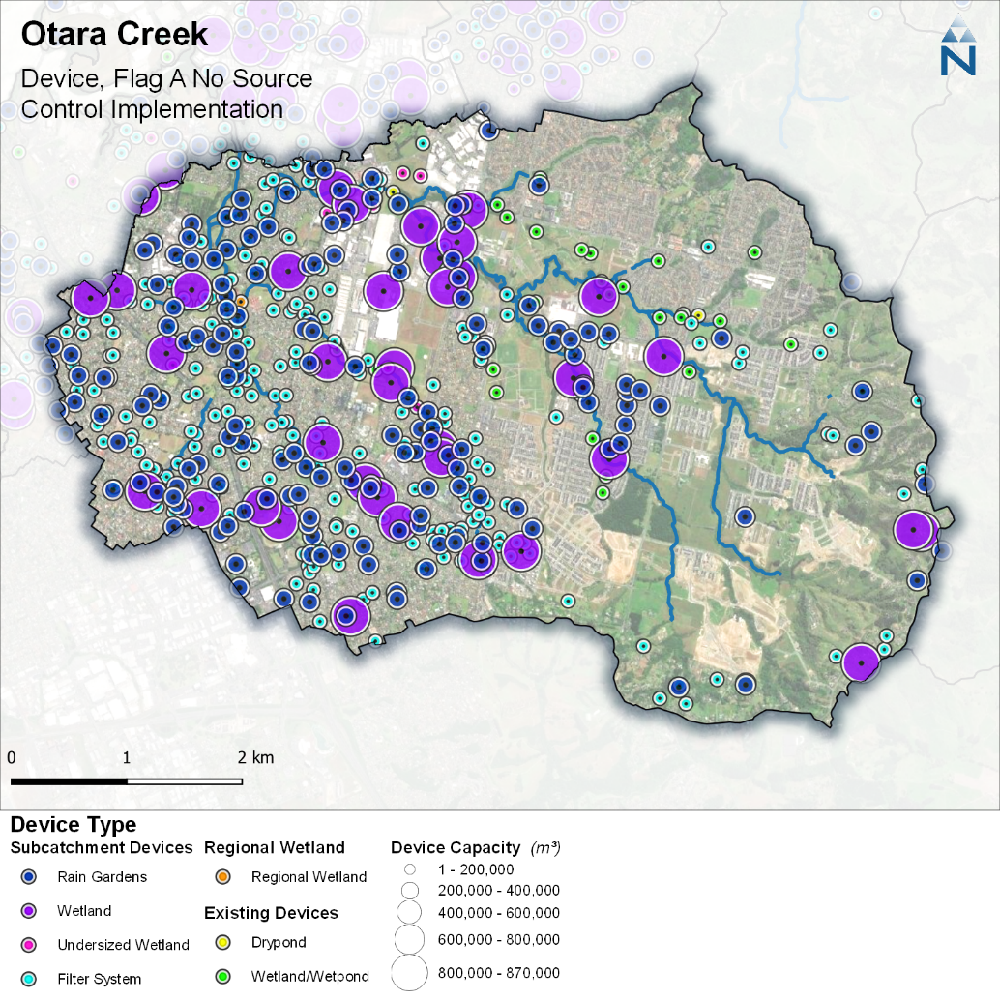 Otara Creek
Device, Flag A No Source
Control Implementation
N
0 1 2 km
Device Type
Subcatchment Devices
Rain Gardens
Wetland
Undersized Wetland
Filter System
Regional Wetland
Regional Wetland
Existing Devices
Drypond
Wetland/Wetpond
Device Capacity (m³)
1 - 200,000
200,000 - 400,000
400,000 - 600,000
600,000 - 800,000
800,000 - 870,000